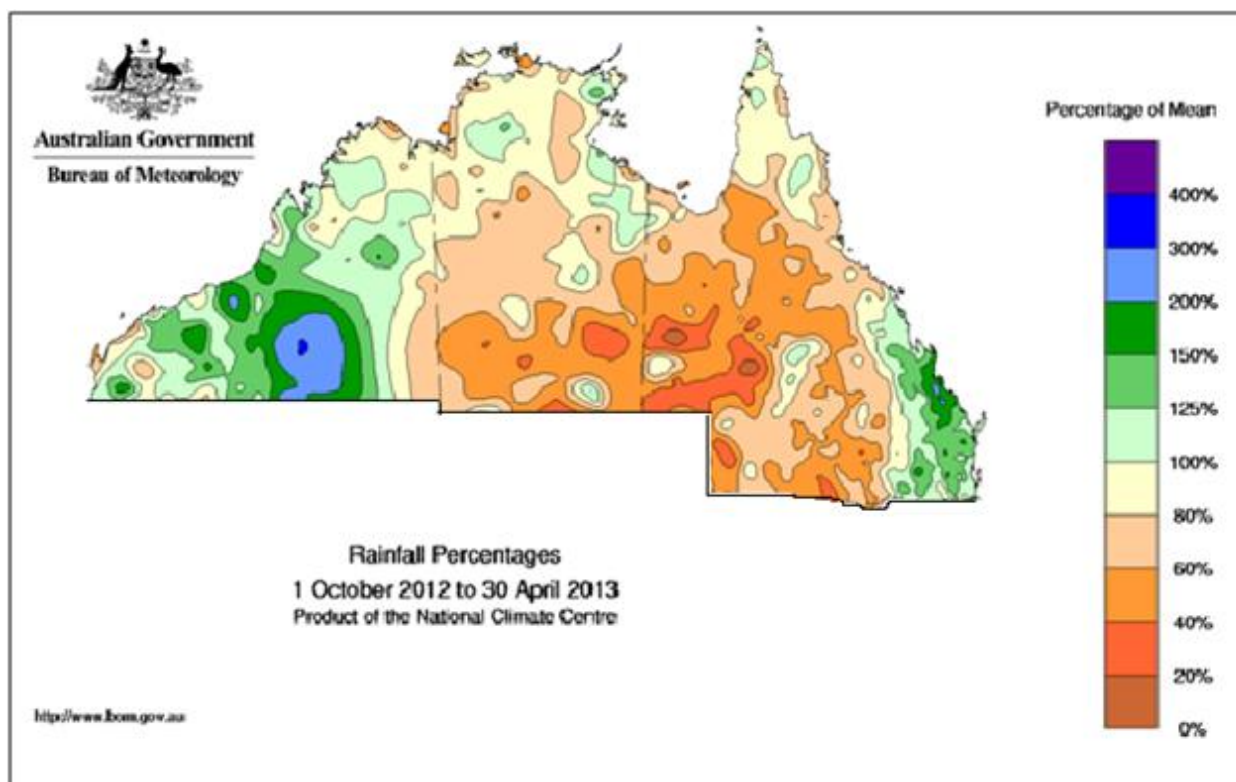 Australian Government
Bureau of Meteorology
Percentage of Mean
400%
300%
200%
150%
125%
100%
80%
60%
40%
20%
0%
Rainfall Percentages
1 October 2012 to 30 April 2013
Product of the National Climate Centre
http://www.bom.gov.au